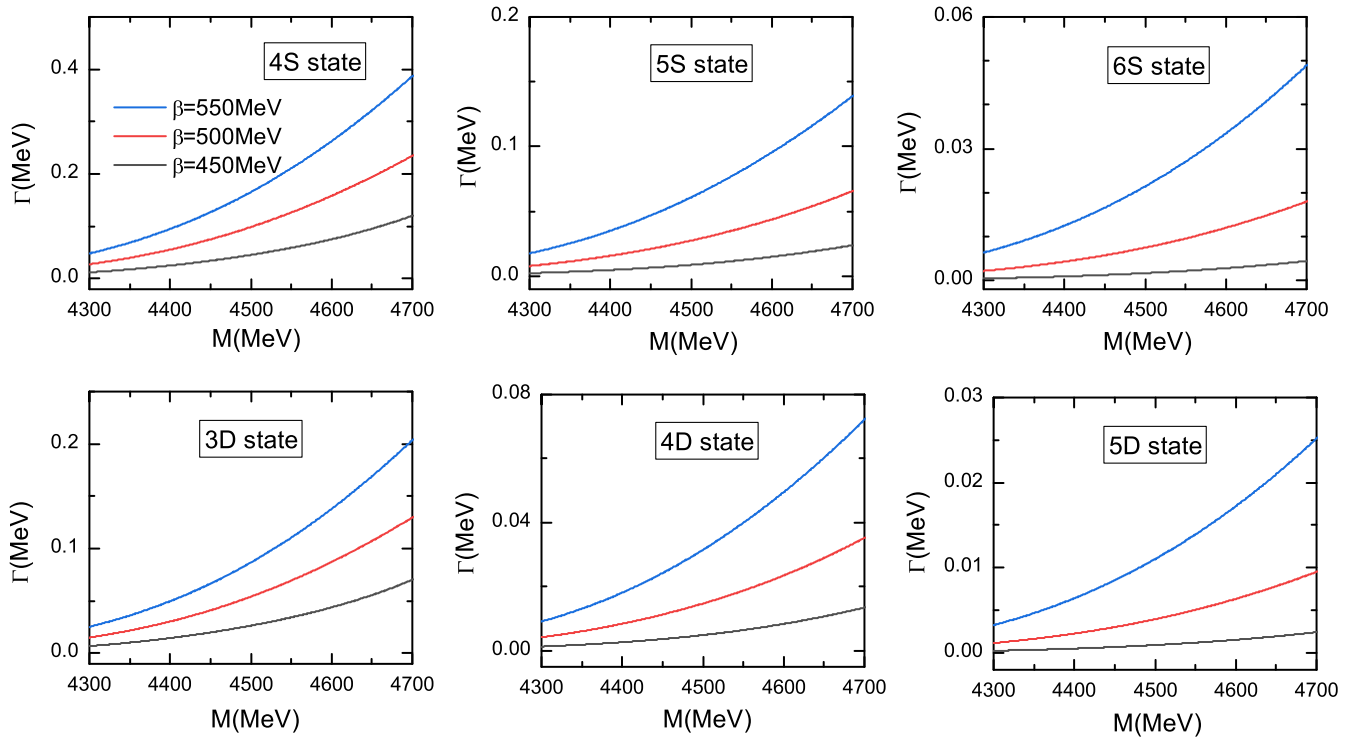 4S state
β=550MeV
β=500MeV
β=450MeV
0.4
0.2
0.0
Γ(MeV)
4300 4400 4500 4600 4700
M(MeV)
5S state
0.2
0.1
0.0
Γ(MeV)
4300 4400 4500 4600 4700
M(MeV)
6S state
0.06
0.03
0.00
Γ(MeV)
4300 4400 4500 4600 4700
M(MeV)
3D state
0.2
0.1
0.0
Γ(MeV)
4300 4400 4500 4600 4700
M(MeV)
4D state
0.08
0.04
0.00
Γ(MeV)
4300 4400 4500 4600 4700
M(MeV)
5D state
0.03
0.02
0.01
0.00
Γ(MeV)
4300 4400 4500 4600 4700
M(MeV)